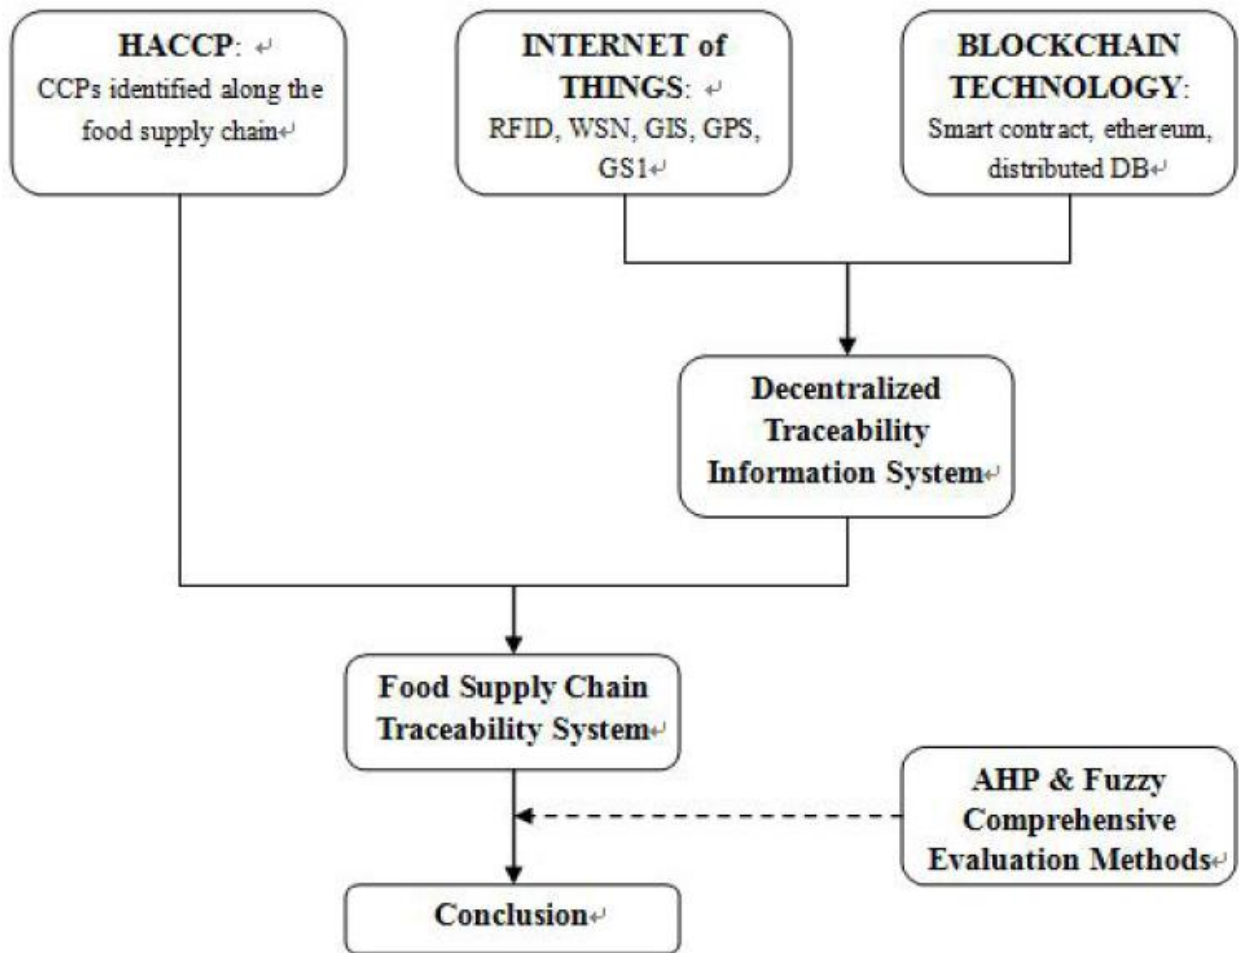 HACCP: ↵
CCPs identified along the
food supply chain↵
INTERNET of
THINGS: ↵
RFID, WSN, GIS, GPS,
GS1↵
BLOCKCHAIN
TECHNOLOGY:
Smart contract, ethereum,
distributed DB↵
Decentralized
Traceability
Information System↵
Food Supply Chain
Traceability System↵
AHP & Fuzzy
Comprehensive
Evaluation Methods↵
Conclusion↵